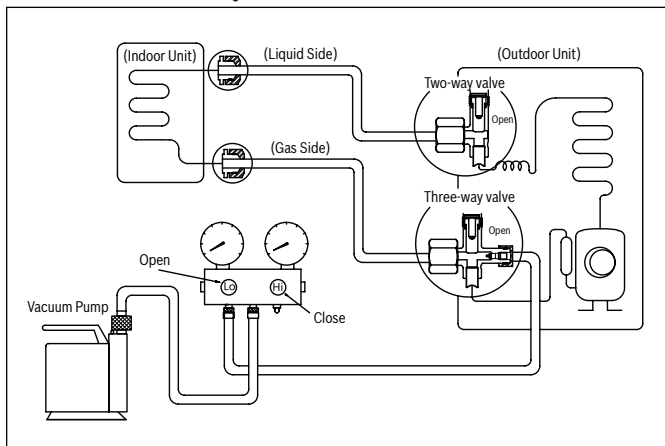 (Indoor Unit)
(Liquid Side)
(Outdoor Unit)
Two-way valve
Open
(Gas Side)
Three-way valve
Open
Open
Lo
Hi
Close
Vacuum Pump